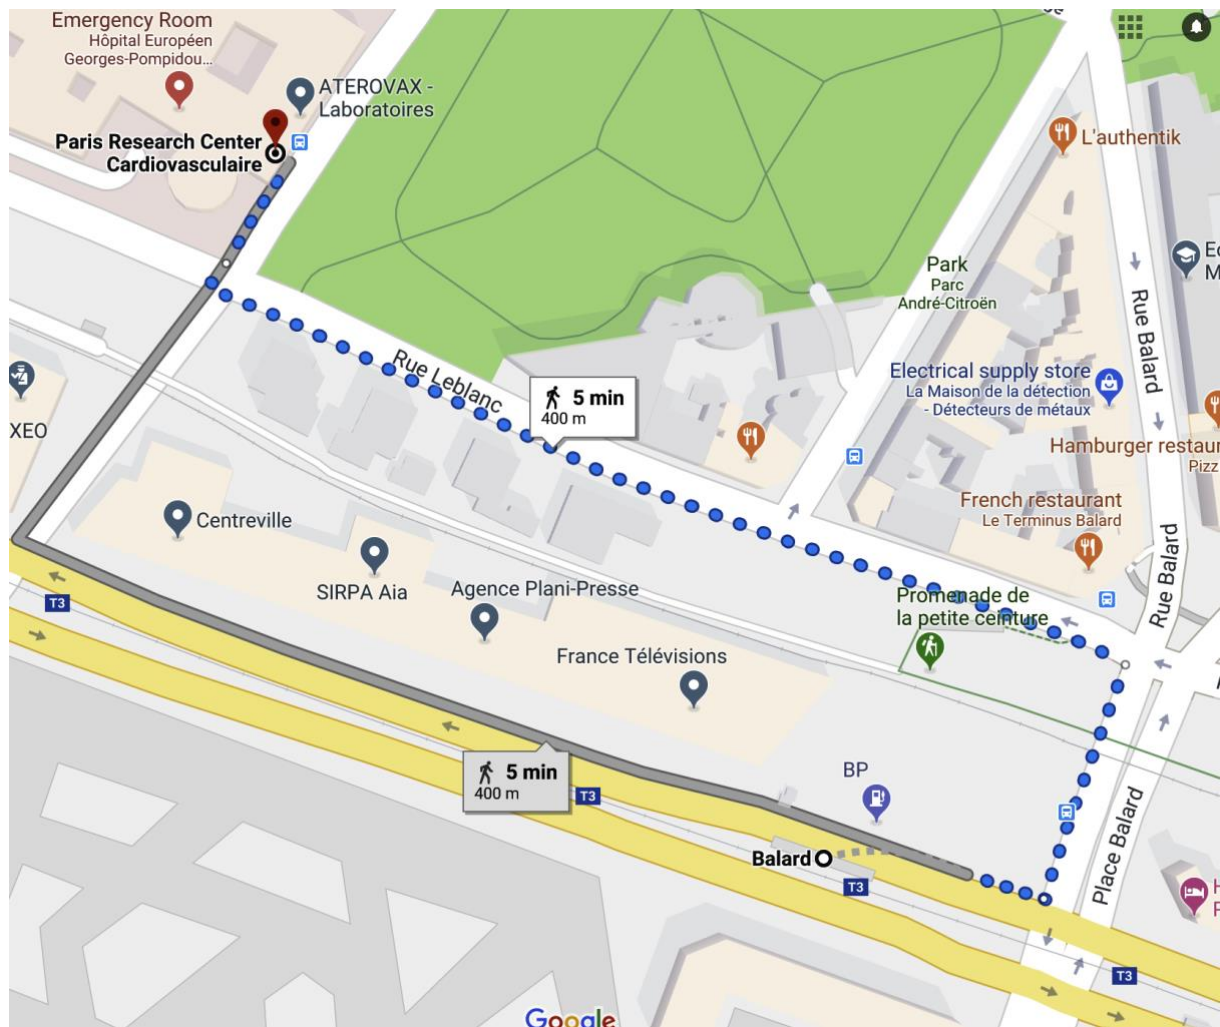 Emergency Room
Hôpital Européen
Georges-Pompidou...
ATEROVAX -
Laboratoires
Paris Research Center
Cardiovasculaire
L'authentik
Park
Parc
André-Citroën
Rue Balard
Rue Leblanc
5 min
400 m
Electrical supply store
La Maison de la détection
- Détecteurs de métaux
XEO
Hamburger restaur
Pizz
French restaurant
Le Terminus Balard
Centreville
SIRPA Aia
Agence Plani-Presse
France Télévisions
Promenade de
la petite ceinture
Rue Balard
T3
5 min
400 m
T3
BP
Balard
T3
Place Balard
T3
Google